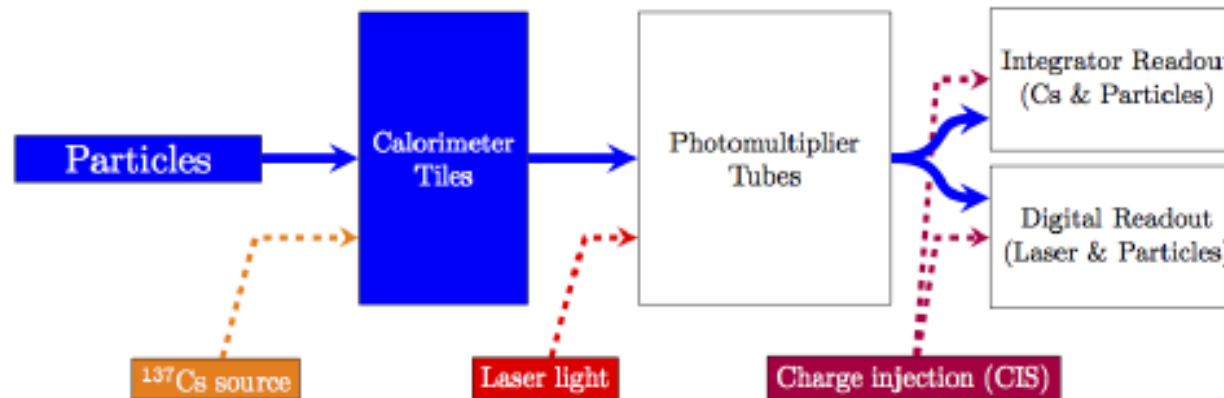 Particles
Calorimeter
Tiles
Photomultiplier
Tubes
Integrator Readout
(Cs & Particles)
Digital Readout
(Laser & Particles)
¹³⁷Cs source
Laser light
Charge injection (CIS)